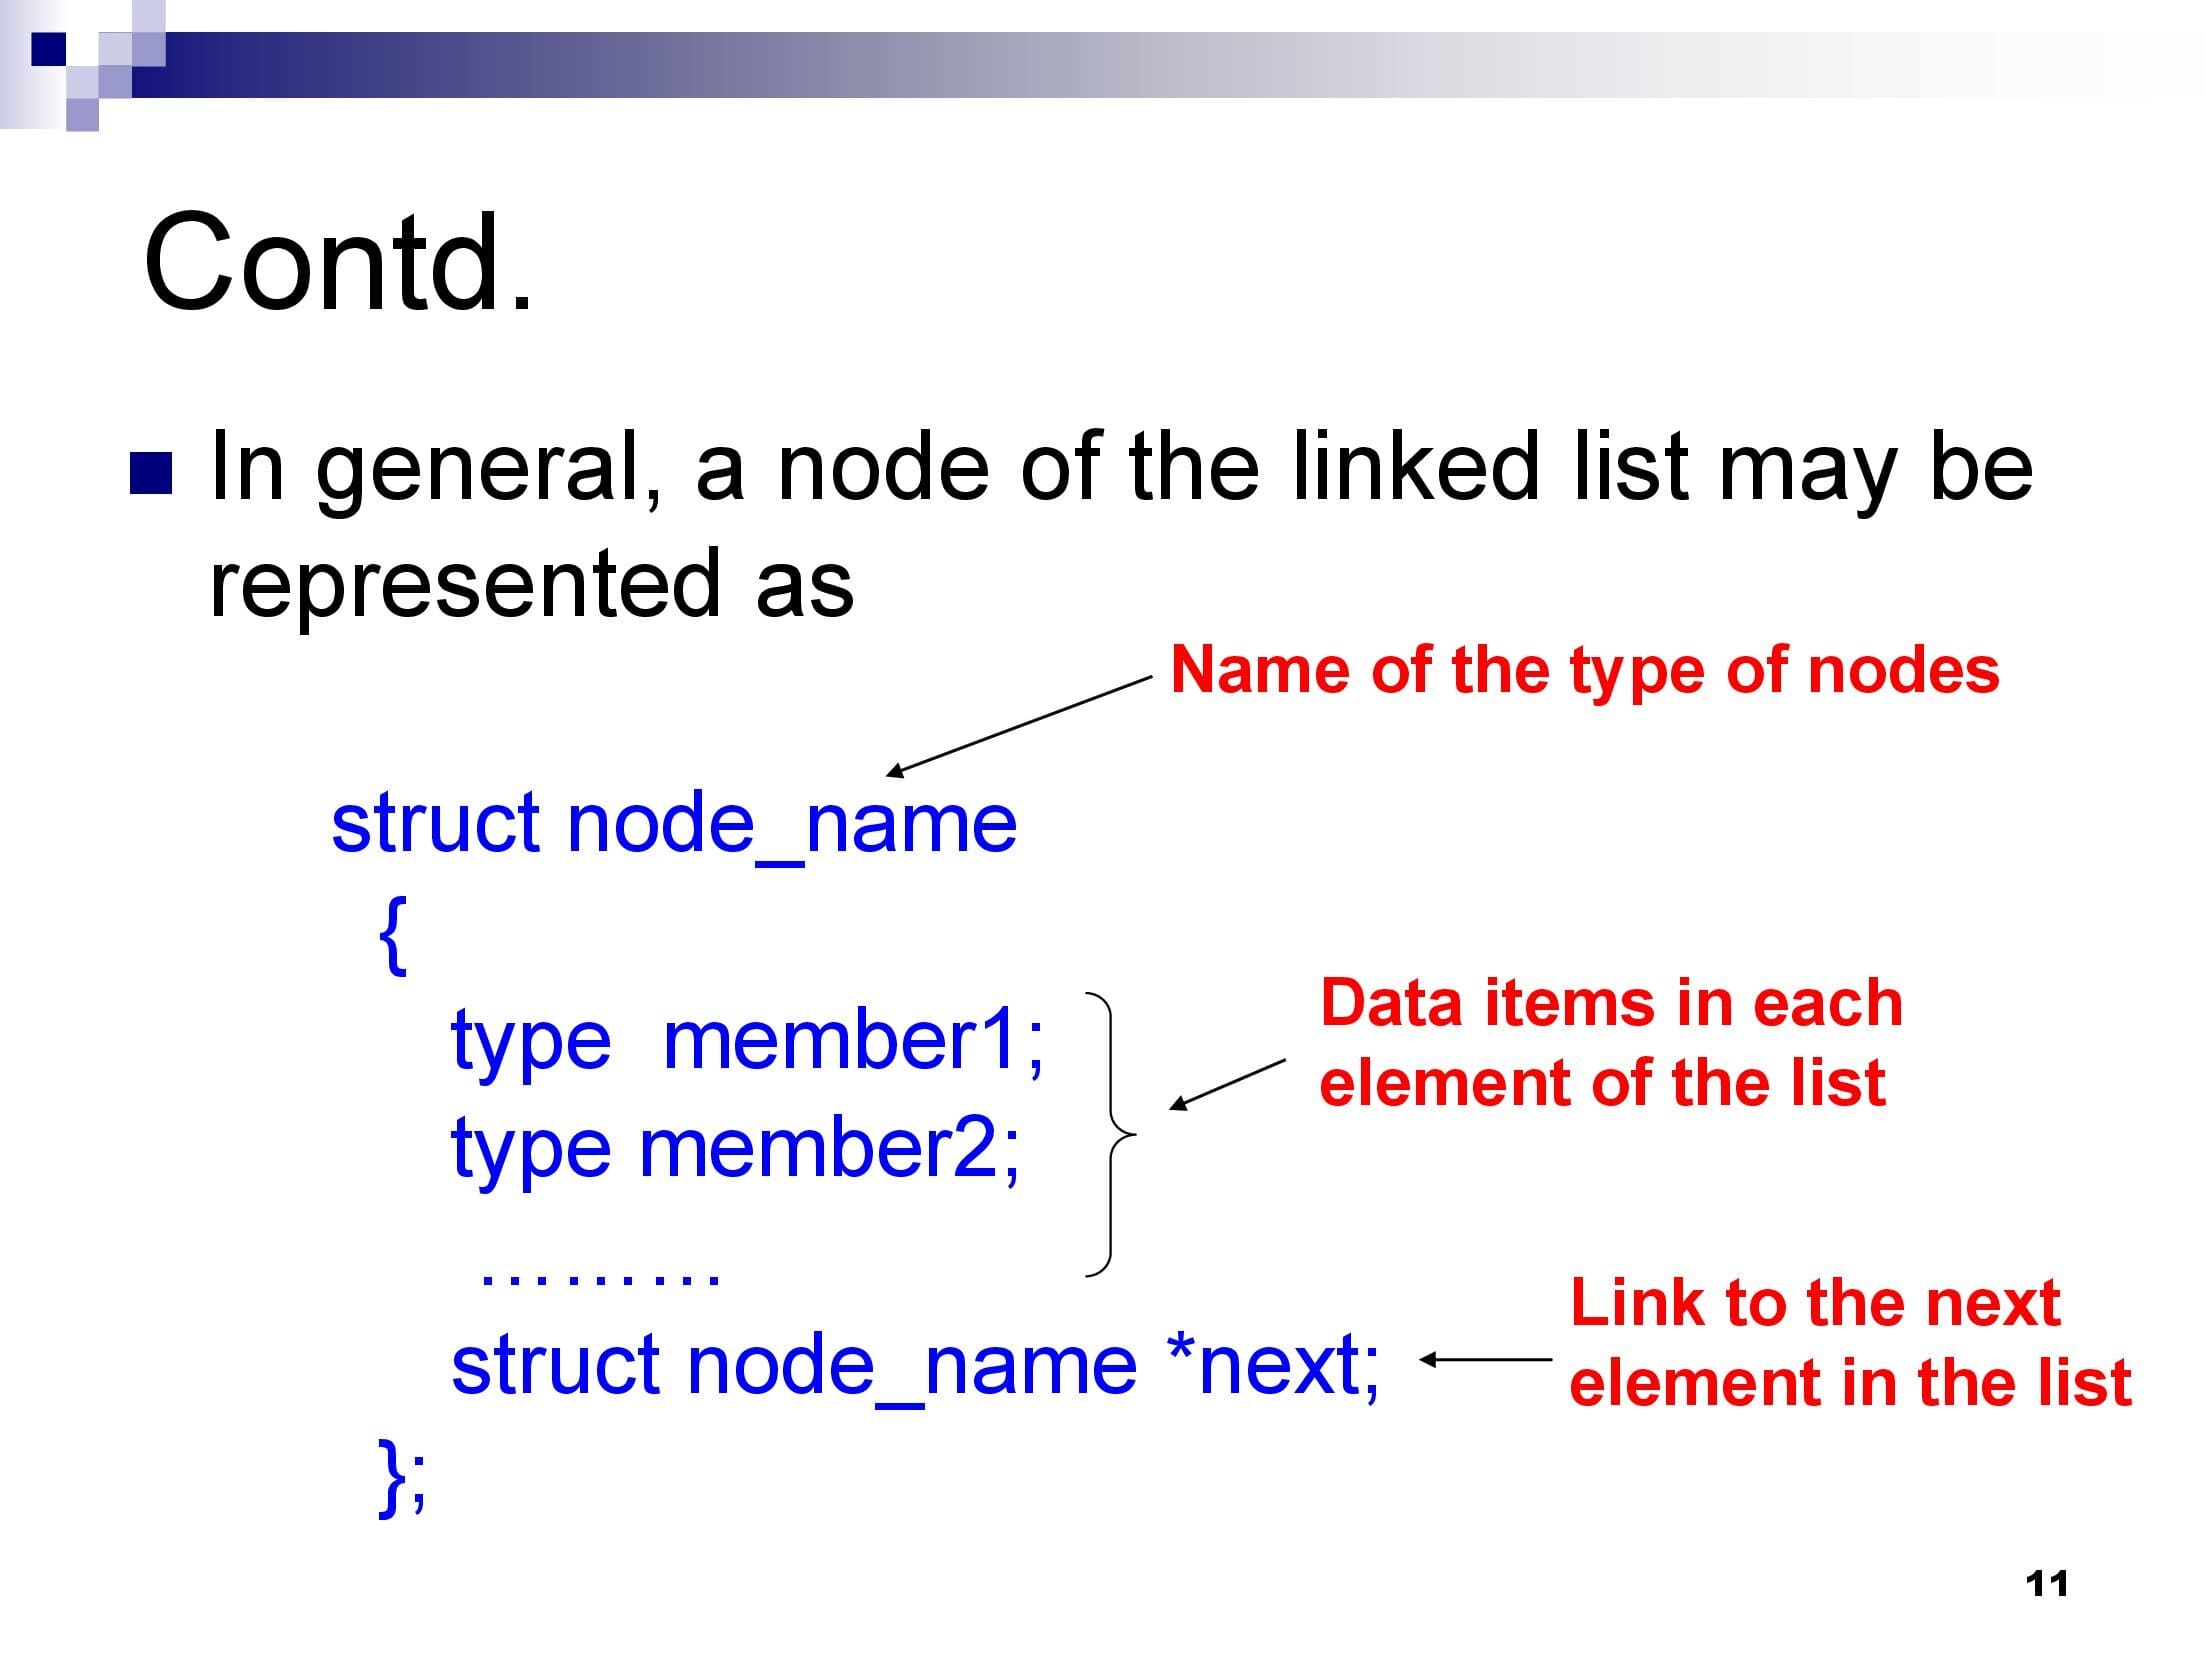 Contd.
In general, a node of the linked list may be
represented as
Name of the type of nodes
struct node_name
{
type  member1;
type member2;
Data items in each
element of the list
………
struct node_name *next;
Link to the next
element in the list
};
11